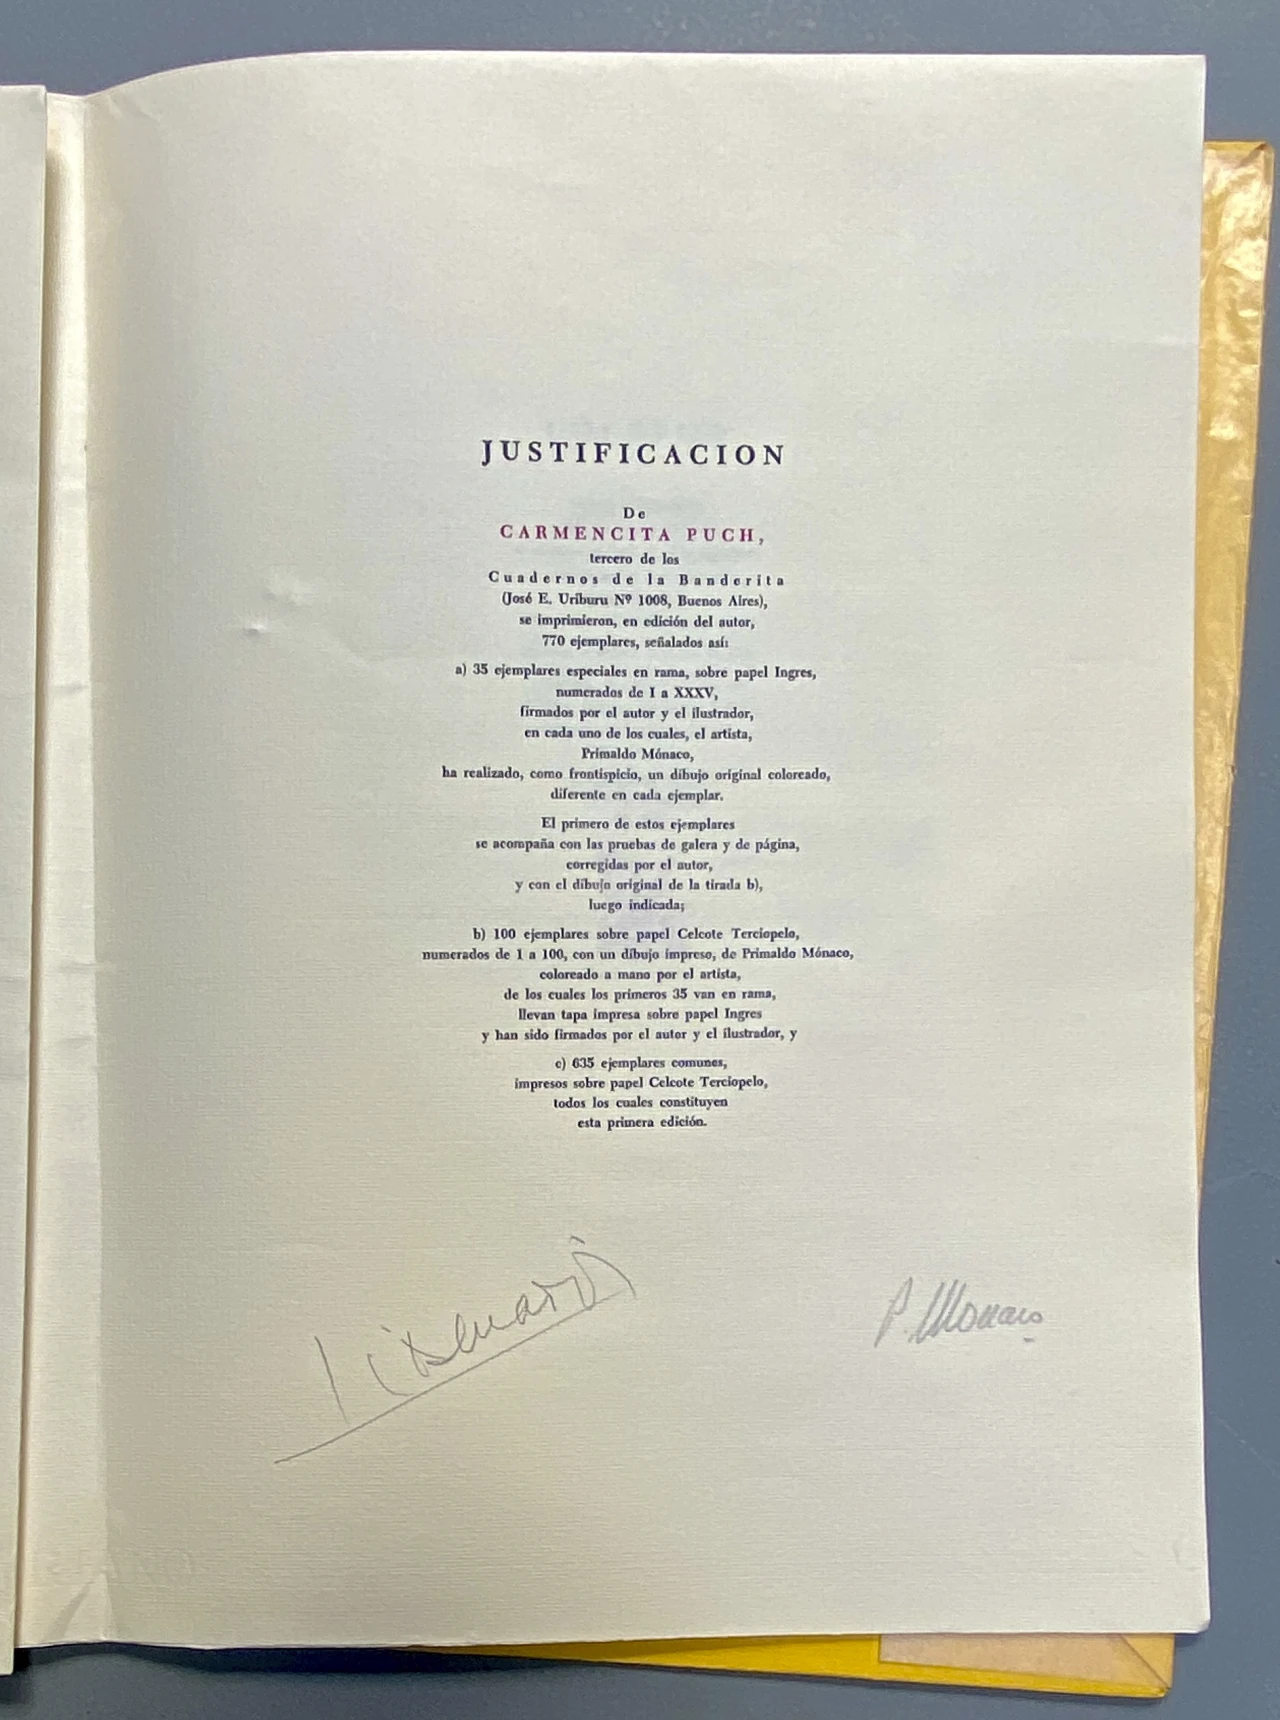 JUSTIFICACION
De
CARMENCITA PUCH,
tercero de los
Cuadernos de la Banderita
(José E. Uriburu Nº 1008, Buenos Aires),
se imprimieron, en edición del autor,
770 ejemplares, señalados así:
a) 35 ejemplares especiales en rama, sobre papel Ingres,
numerados de I a XXXV,
firmados por el autor y el ilustrador,
en cada uno de los cuales, el artista,
Primaldo Mónaco,
ha realizado, como frontispicio, un dibujo original coloreado,
diferente en cada ejemplar.
El primero de estos ejemplares
se acompaña con las pruebas de galera y de página,
corregidas por el autor,
y con el dibujo original de la tirada b),
luego indicada;
b) 100 ejemplares sobre papel Celcote Terciopelo,
numerados de 1 a 100, con un dibujo impreso, de Primaldo Mónaco,
coloreado a mano por el artista,
de los cuales los primeros 35 van en rama,
llevan tapa impresa sobre papel Ingres
y han sido firmados por el autor y el ilustrador, y
c) 635 ejemplares comunes,
impresos sobre papel Celcote Terciopelo,
todos los cuales constituyen
esta primera edición.
P. Monaco